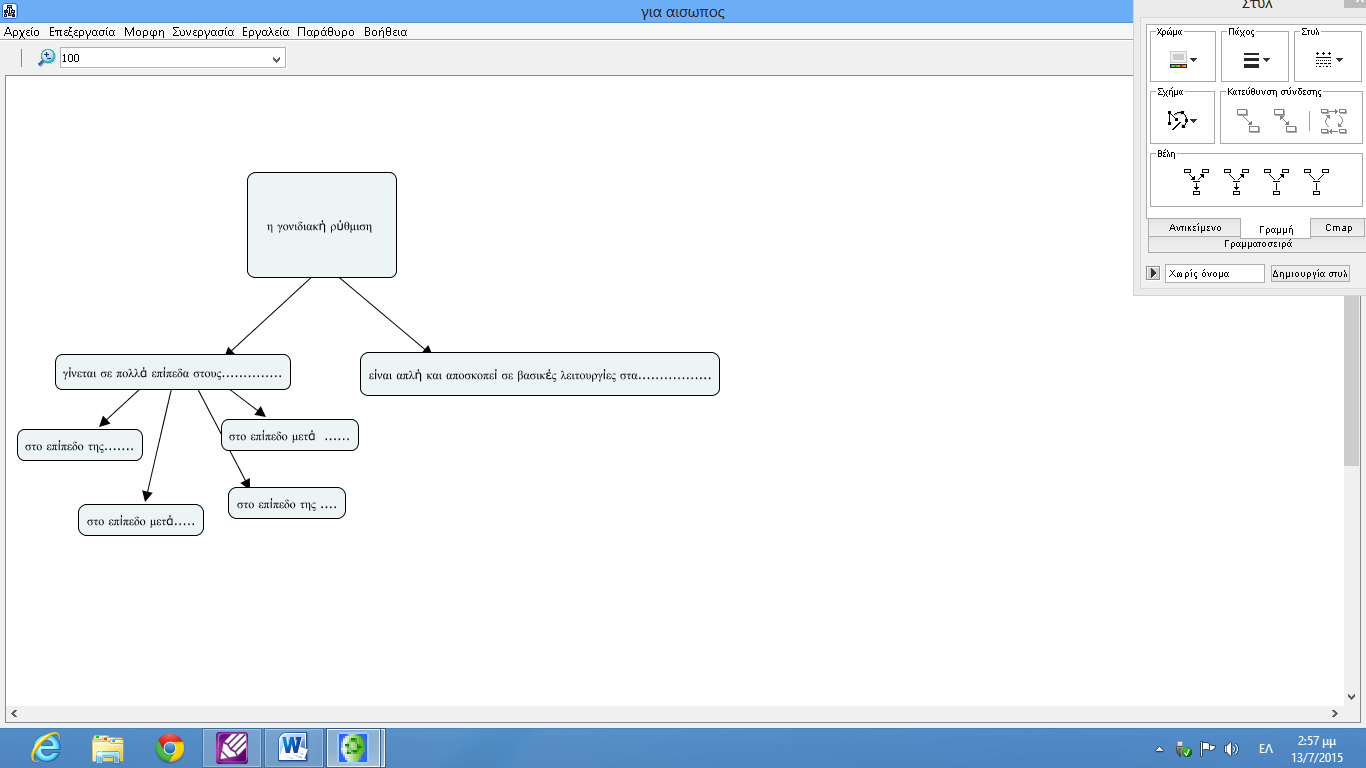 για αισωπος
Στυλ
Αρχείο Επεξεργασία Μορφη Συνεργασία Εργαλεία Παράθυρο Βοήθεια
100
Χρώμα Πάχος Στυλ
Σχήμα Κατεύθυνση σύνδεσης
Βέλη
Αντικείμενο Γραμμή Cmap
Γραμματοσειρά
Χωρίς όνομα Δημιουργία στυλ
η γονιδιακή ρύθμιση
γίνεται σε πολλά επίπεδα στους..............
είναι απλή και αποσκοπεί σε βασικές λειτουργίες στα.................
στο επίπεδο της.......
στο επίπεδο μετά ......
στο επίπεδο μετά.....
στο επίπεδο της ....
ΕΛ
2:57 μμ
13/7/2015